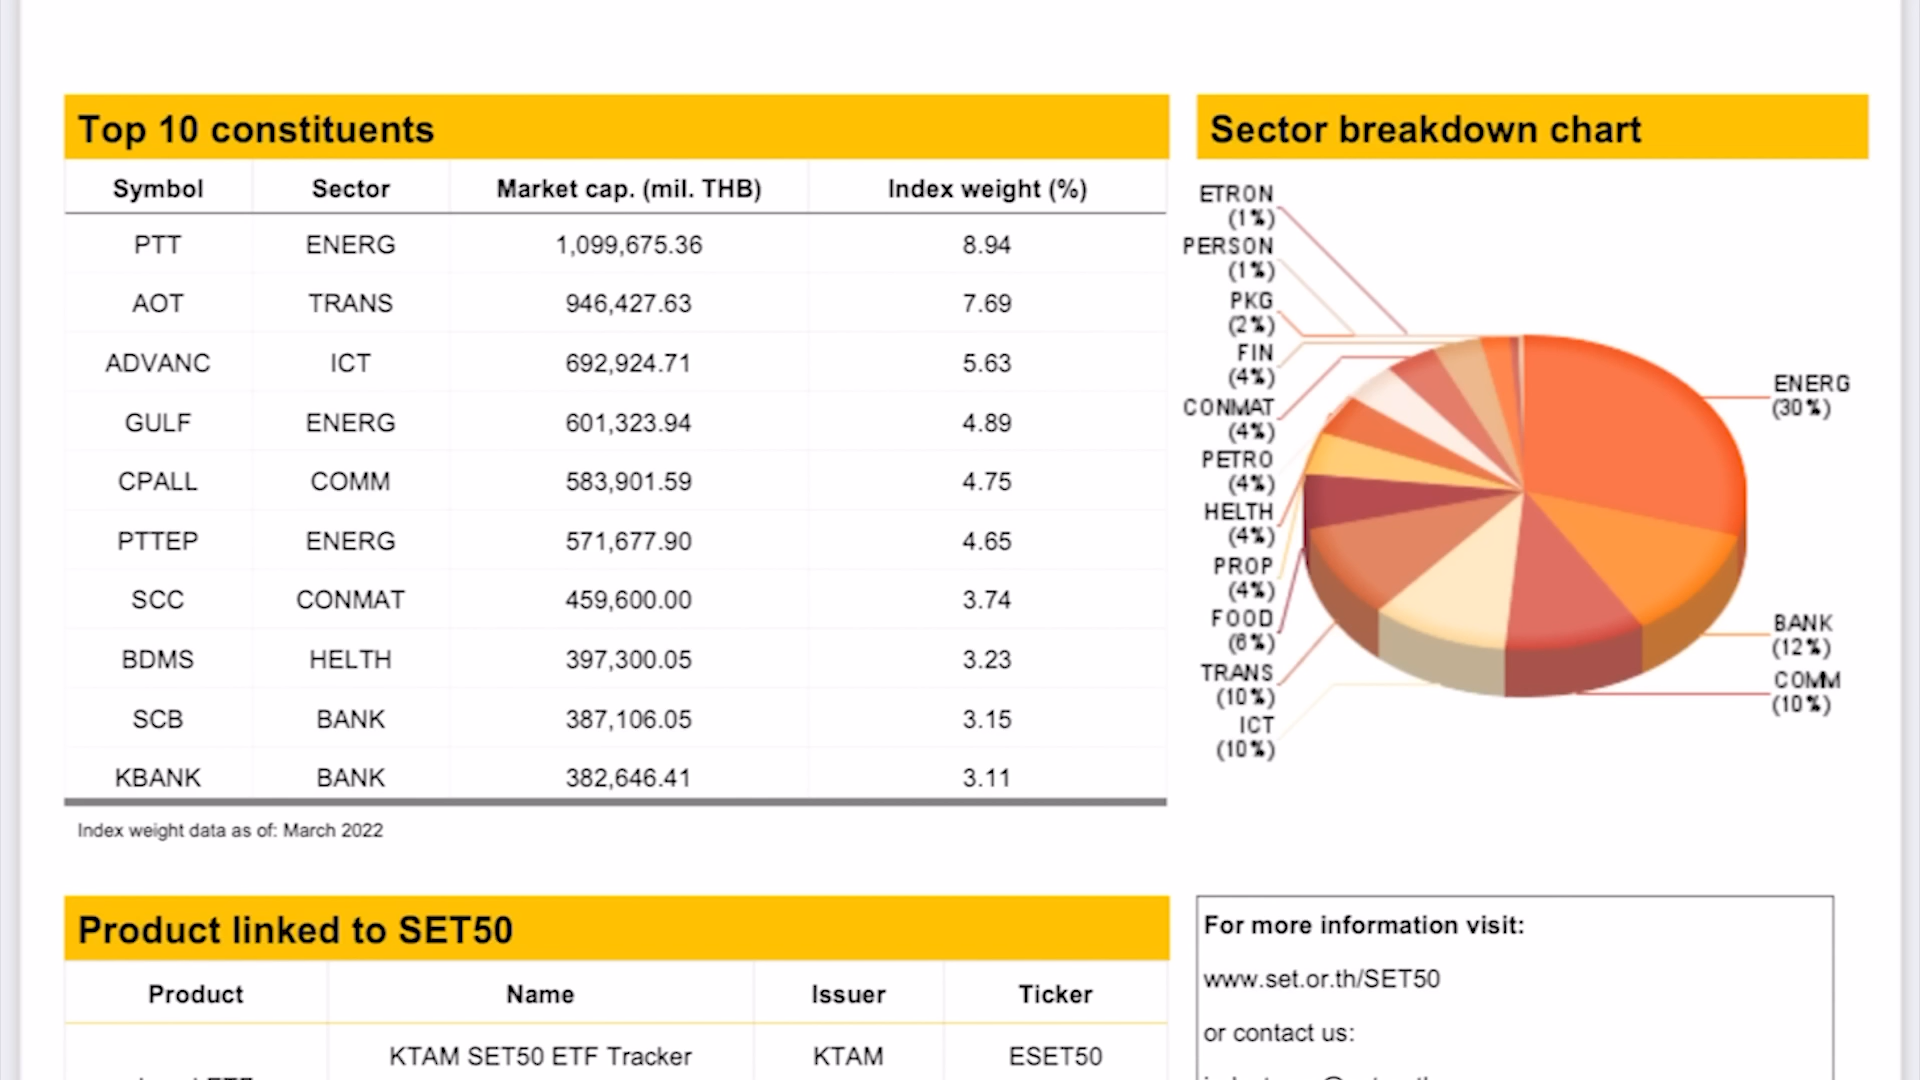 Top 10 constituents
Symbol Sector Market cap. (mil. THB) Index weight (%)
PTT ENERG 1,099,675.36 8.94
AOT TRANS 946,427.63 7.69
ADVANC ICT 692,924.71 5.63
GULF ENERG 601,323.94 4.89
CPALL COMM 583,901.59 4.75
PTTEP ENERG 571,677.90 4.65
SCC CONMAT 459,600.00 3.74
BDMS HELTH 397,300.05 3.23
SCB BANK 387,106.05 3.15
KBANK BANK 382,646.41 3.11
Index weight data as of: March 2022
Sector breakdown chart
ETRON
(1%)
PERSON
(1%)
PKG
(2%)
FIN
(4%)
CONMAT
(4%)
PETRO
(4%)
HELTH
(4%)
PROP
(4%)
FOOD
(6%)
TRANS
(10%)
ICT
(10%)
ENERG
(30%)
BANK
(12%)
COMM
(10%)
Product linked to SET50
Product Name Issuer Ticker
KTAM SET50 ETF Tracker KTAM ESET50
For more information visit:
www.set.or.th/SET50
or contact us: